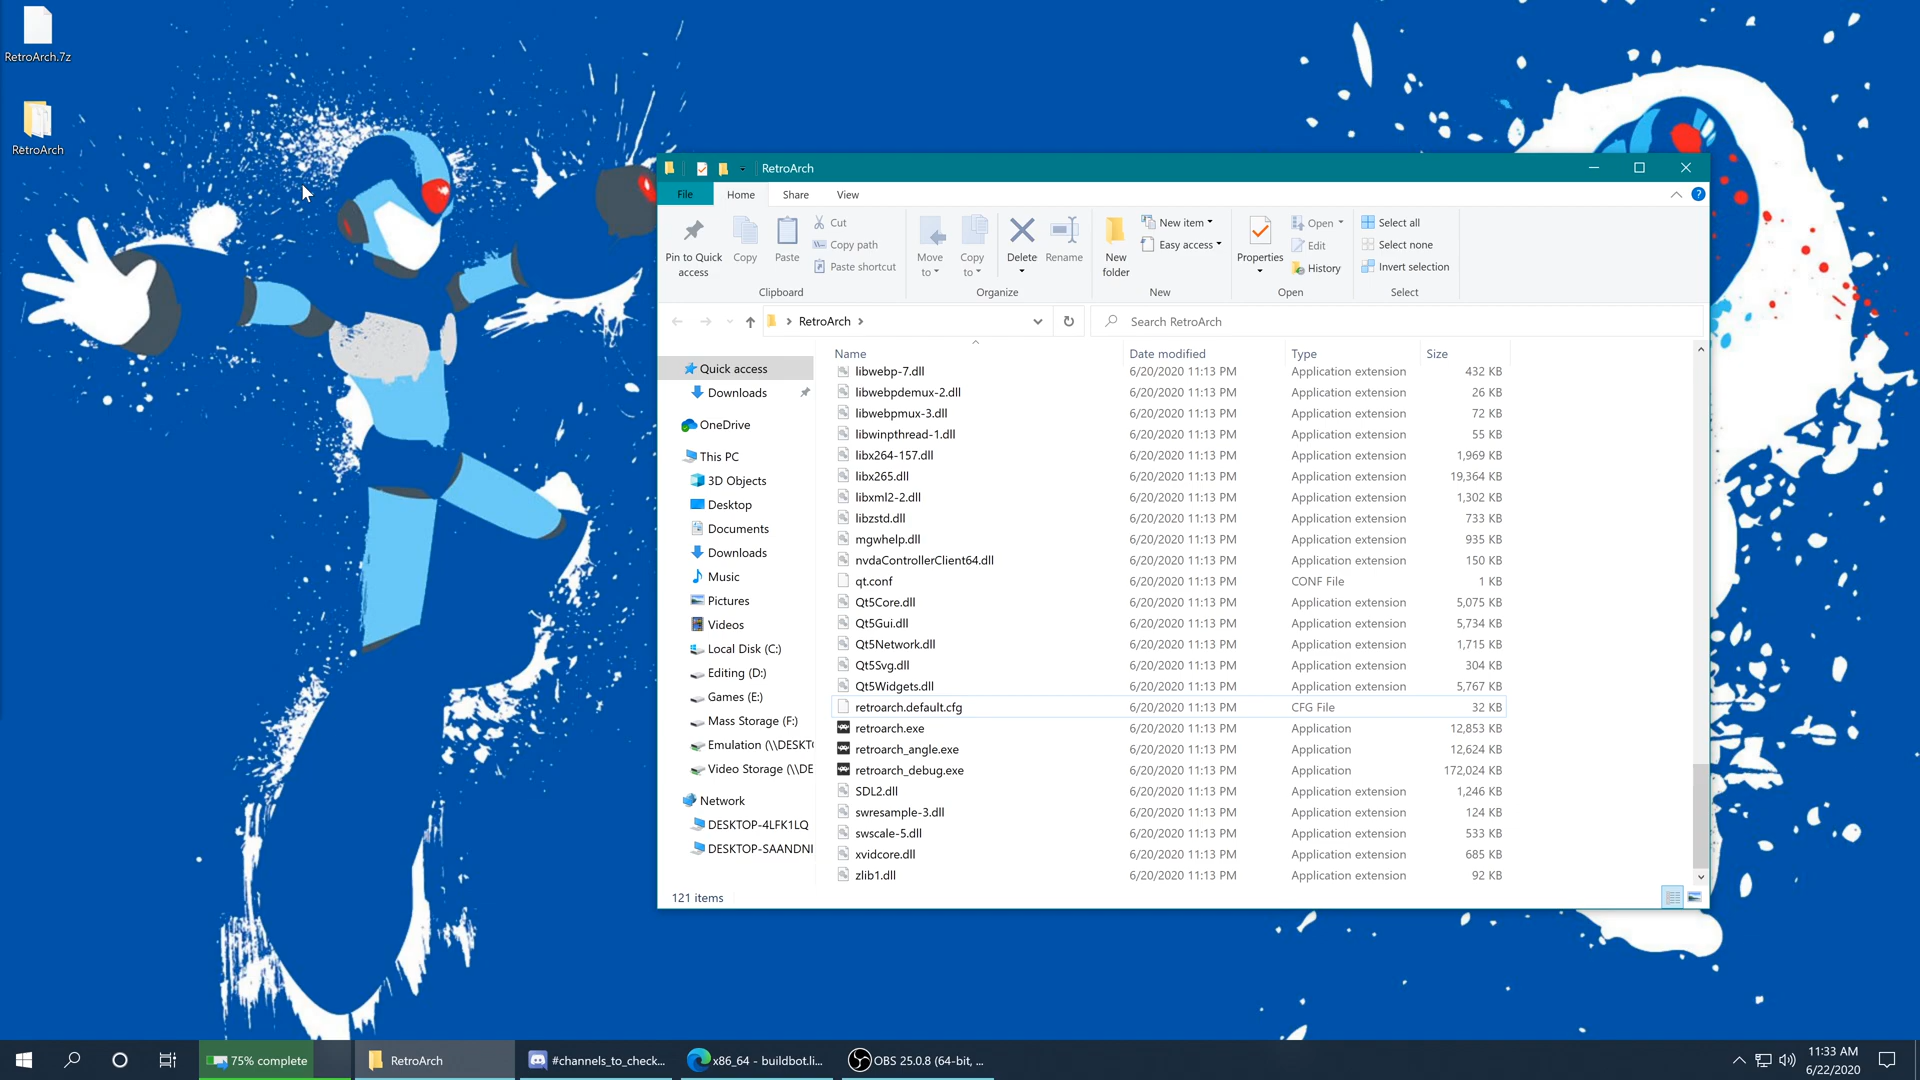 RetroArch.7z
RetroArch
RetroArch
File
Home
Share
View
Pin to Quick
access
Copy
Paste
Cut
Copy path
Paste shortcut
Clipboard
Move
to
Copy
to
Delete
Rename
Organize
New
folder
New item
Easy access
New
Properties
Open
Edit
History
Open
Select all
Select none
Invert selection
Select
RetroArch
Search RetroArch
Quick access
Downloads
OneDrive
This PC
3D Objects
Desktop
Documents
Downloads
Music
Pictures
Videos
Local Disk (C:)
Editing (D:)
Games (E:)
Mass Storage (F:)
Emulation (\\DESKT
Video Storage (\\DE
Network
DESKTOP-4LFK1LQ
DESKTOP-SAANDNI
Name Date modified Type Size
libwebp-7.dll 6/20/2020 11:13 PM Application extension 432 KB
libwebpdemux-2.dll 6/20/2020 11:13 PM Application extension 26 KB
libwebpmux-3.dll 6/20/2020 11:13 PM Application extension 72 KB
libwinpthread-1.dll 6/20/2020 11:13 PM Application extension 55 KB
libx264-157.dll 6/20/2020 11:13 PM Application extension 1,969 KB
libx265.dll 6/20/2020 11:13 PM Application extension 19,364 KB
libxml2-2.dll 6/20/2020 11:13 PM Application extension 1,302 KB
libzstd.dll 6/20/2020 11:13 PM Application extension 733 KB
mgwhelp.dll 6/20/2020 11:13 PM Application extension 935 KB
nvdaControllerClient64.dll 6/20/2020 11:13 PM Application extension 150 KB
qt.conf 6/20/2020 11:13 PM CONF File 1 KB
Qt5Core.dll 6/20/2020 11:13 PM Application extension 5,075 KB
Qt5Gui.dll 6/20/2020 11:13 PM Application extension 5,734 KB
Qt5Network.dll 6/20/2020 11:13 PM Application extension 1,715 KB
Qt5Svg.dll 6/20/2020 11:13 PM Application extension 304 KB
Qt5Widgets.dll 6/20/2020 11:13 PM Application extension 5,767 KB
retroarch.default.cfg 6/20/2020 11:13 PM CFG File 32 KB
retroarch.exe 6/20/2020 11:13 PM Application 12,853 KB
retroarch_angle.exe 6/20/2020 11:13 PM Application 12,624 KB
retroarch_debug.exe 6/20/2020 11:13 PM Application 172,024 KB
SDL2.dll 6/20/2020 11:13 PM Application extension 1,246 KB
swresample-3.dll 6/20/2020 11:13 PM Application extension 124 KB
swscale-5.dll 6/20/2020 11:13 PM Application extension 533 KB
xvidcore.dll 6/20/2020 11:13 PM Application extension 685 KB
zlib1.dll 6/20/2020 11:13 PM Application extension 92 KB
121 items
75% complete
RetroArch
#channels_to_check...
x86_64 - buildbot.li...
OBS 25.0.8 (64-bit, ...
11:33 AM
6/22/2020